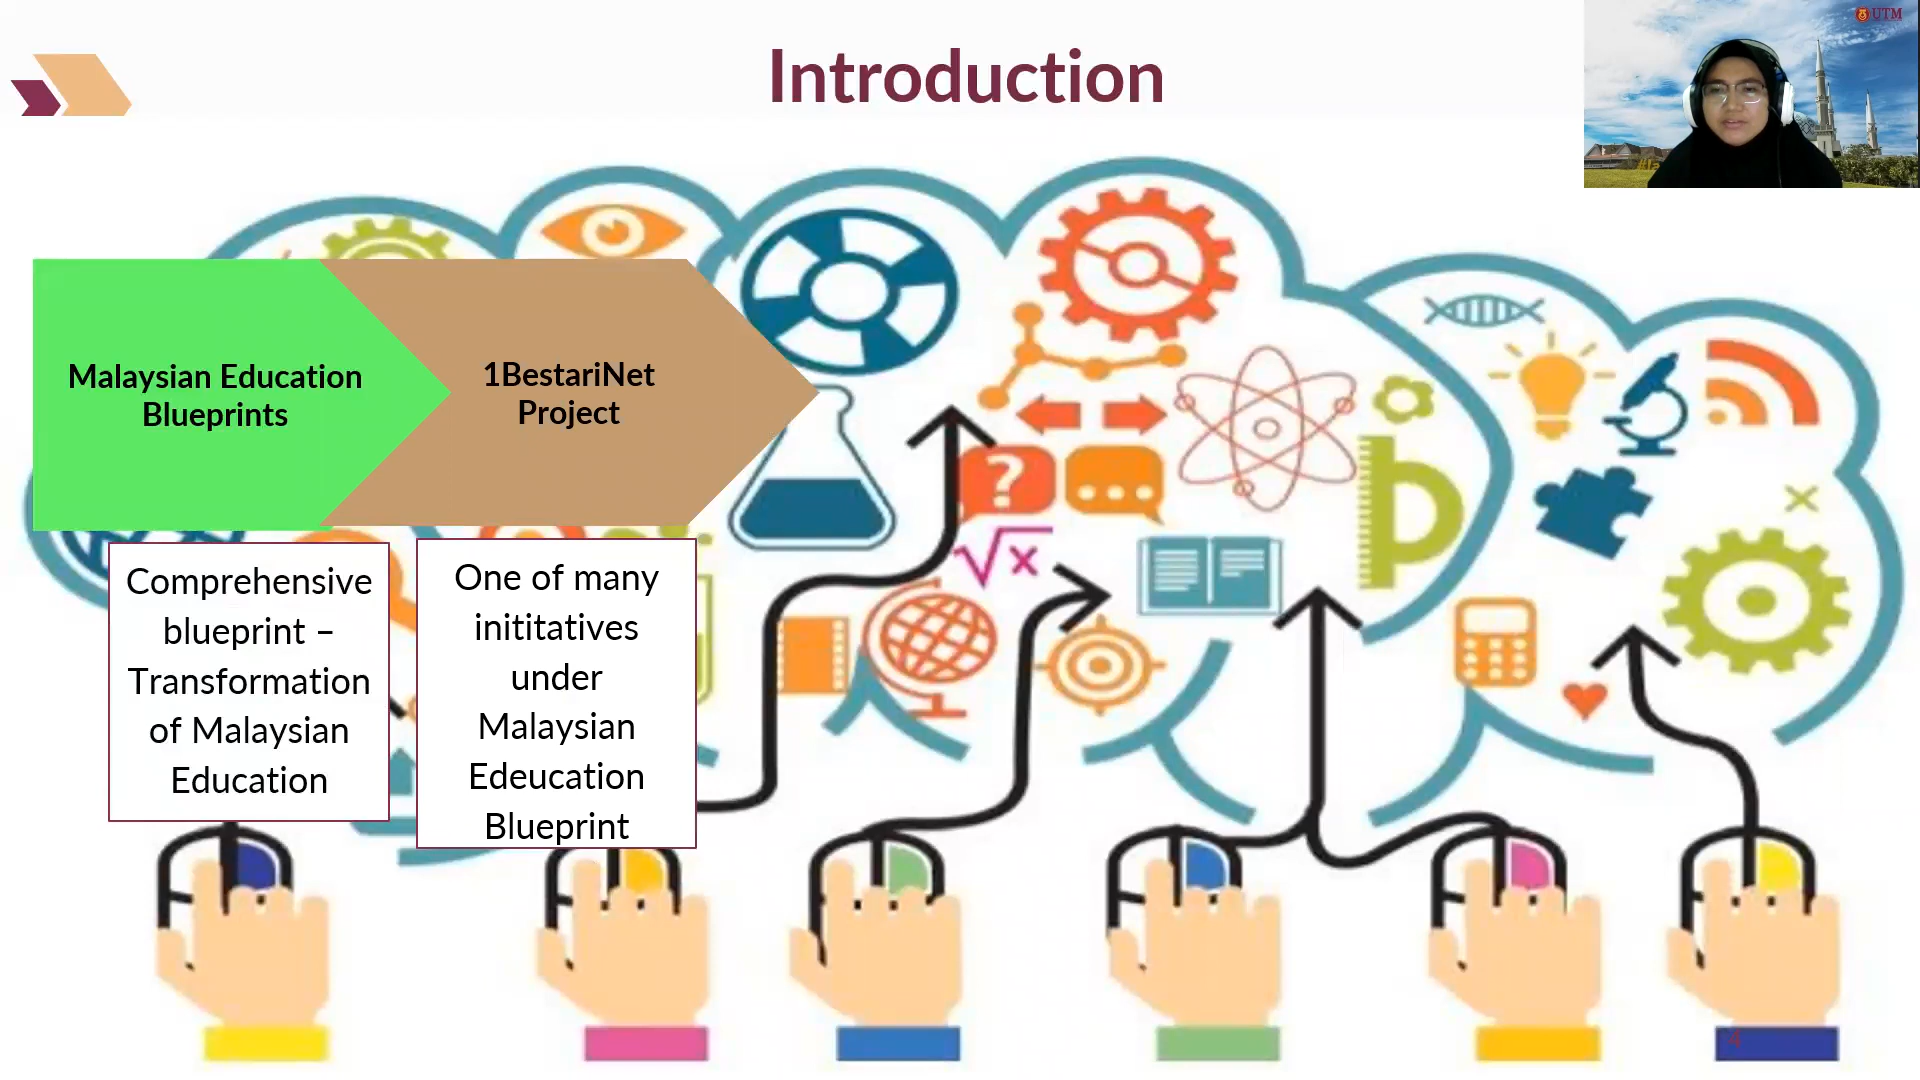 Introduction
UTM
Malaysian Education
Blueprints
1BestariNet
Project
Comprehensive
blueprint –
Transformation
of Malaysian
Education
One of many
inititatives
under
Malaysian
Edeucation
Blueprint
?
√x
4